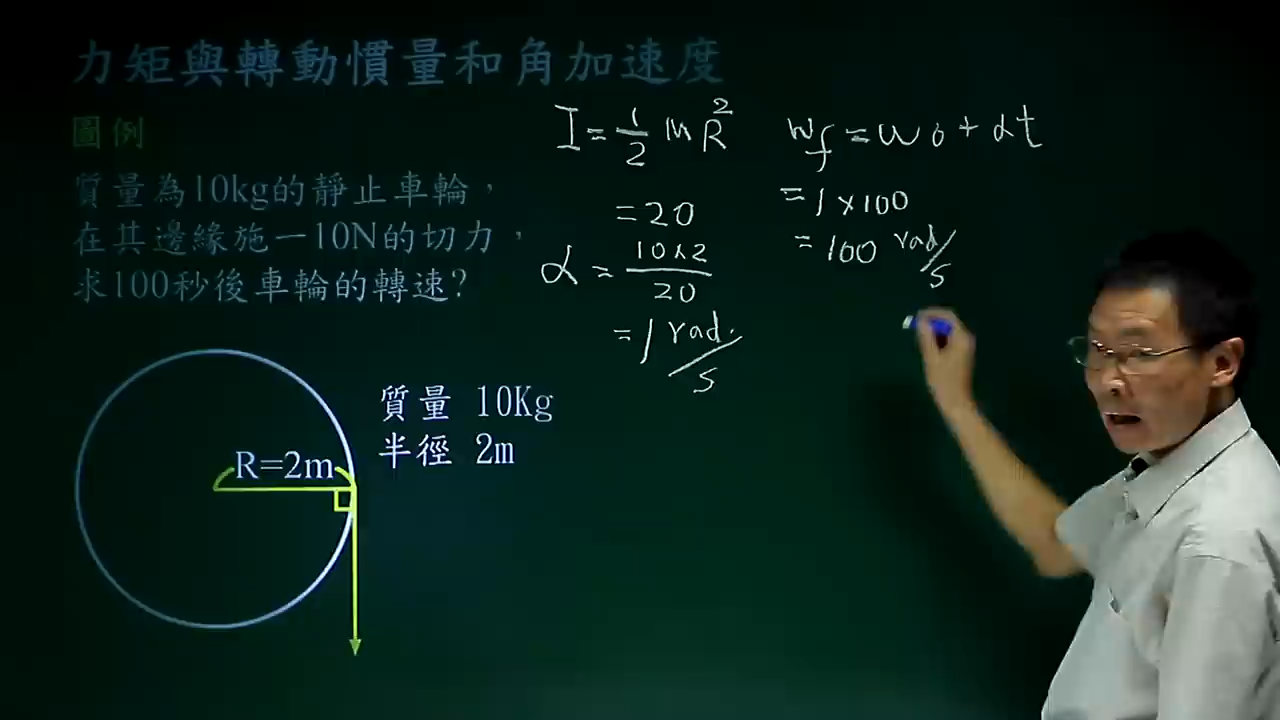 力矩與轉動慣量和角加速度
圖例
質量為10kg的靜止車輪，
在其邊緣施一10N的切力，
求100秒後車輪的轉速?
R=2m
質量 10Kg
半徑 2m
I=1/2 MR²
=20
α=10×2/20
=1 rad./s
wf=wo+αt
=1×100
=100 rad/s